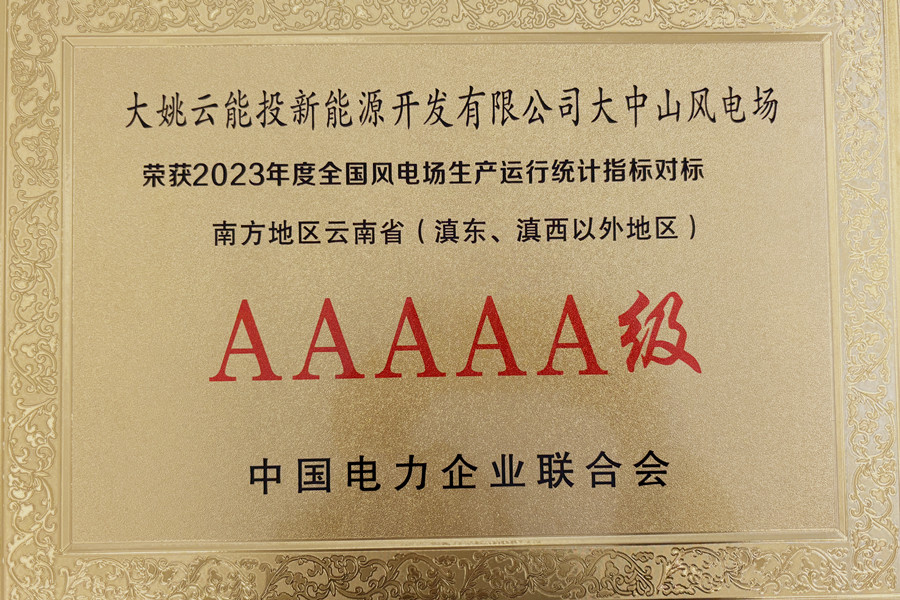 大姚云能投新能源开发有限公司大中山风电场
荣获2023年度全国风电场生产运行统计指标对标
南方地区云南省（滇东、滇西以外地区）
AAAAA级
中国电力企业联合会